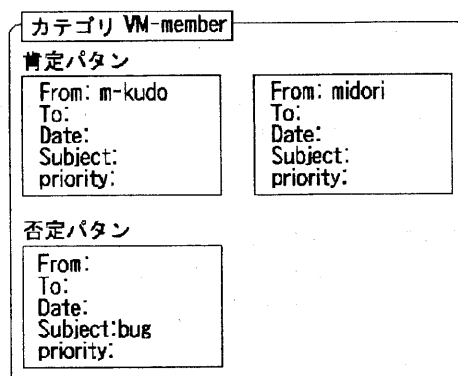 カテゴリ VM-member
肯定パタン
From: m-kudo
To:
Date:
Subject:
priority:
From: midori
To:
Date:
Subject:
priority:
否定パタン
From:
To:
Date:
Subject:bug
priority: